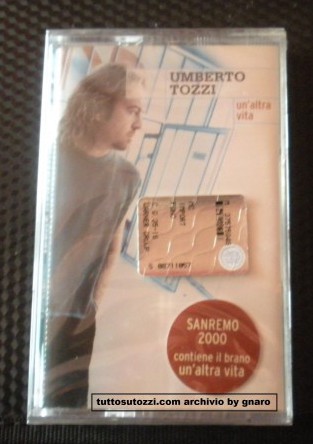 UMBERTO
TOZZI
un'altra
vita
SANREMO
2000
contiene il brano
un'altra vita
tuttosutozzi.com archivio by gnaro